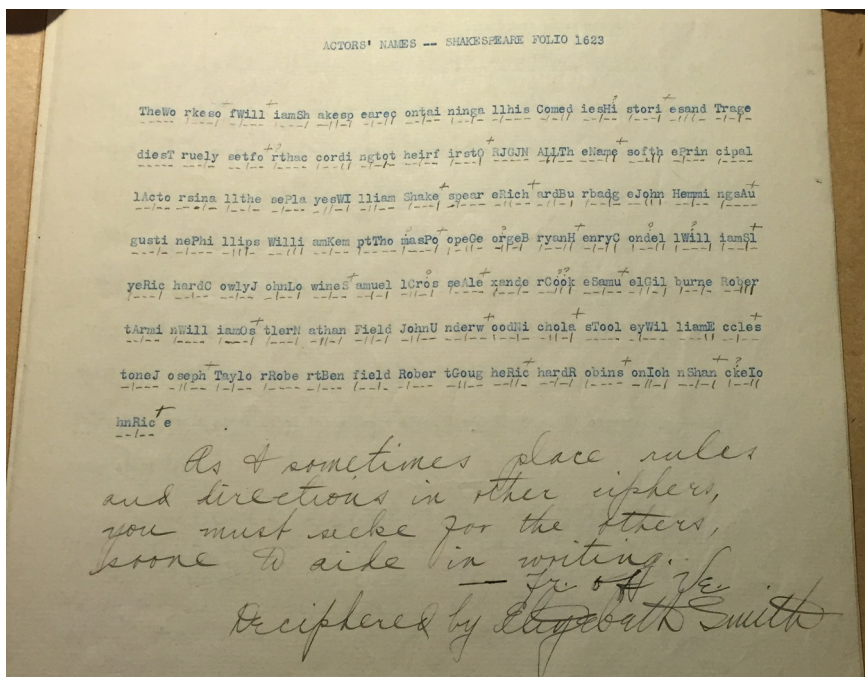 ACTORS' NAMES -- SHAKESPEARE FOLIO 1623
TheWo rkeso fWill iamSh akesp earec ontai ninga llhis Comed iesHi stori esand Trage
diesT ruely setfo rthac cordi ngtot heirf irstO RJGJN ALLTh eName softh ePrin cipal
lActo rsina llthe sePla yesWI lliam Shake spear eRich ardBu rbadg eJohn Hemmi ngsAu
gusti nePhi llips Willi amKem ptTho masPo opeGe orgeB ryanH enryC ondel lWill iamSl
yeRic hardC owlyJ ohnLo wineS amuel lCros seAle xande rCook eSamu elGil burne Rober
tArmi nWill iamOs tlerN athan Field JohnU nderw oodNi chola sTool eyWil liamE ccles
toneJ oseph Taylo rRobe rtBen field Rober tGoug heRic hardR obins onIoh nShan ckeIo
hnRic e
As I sometimes place rules
and directions in other ciphers,
you must seeke for the others,
soone to aide in writing.
— Fr. of Ve.
Deciphered by Elizabeth Smith